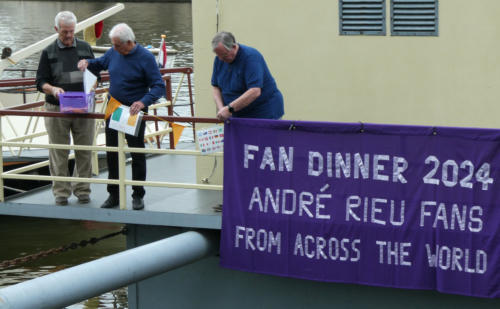 FAN DINNER 2024
ANDRÉ RIEU FANS
FROM ACROSS THE WORLD